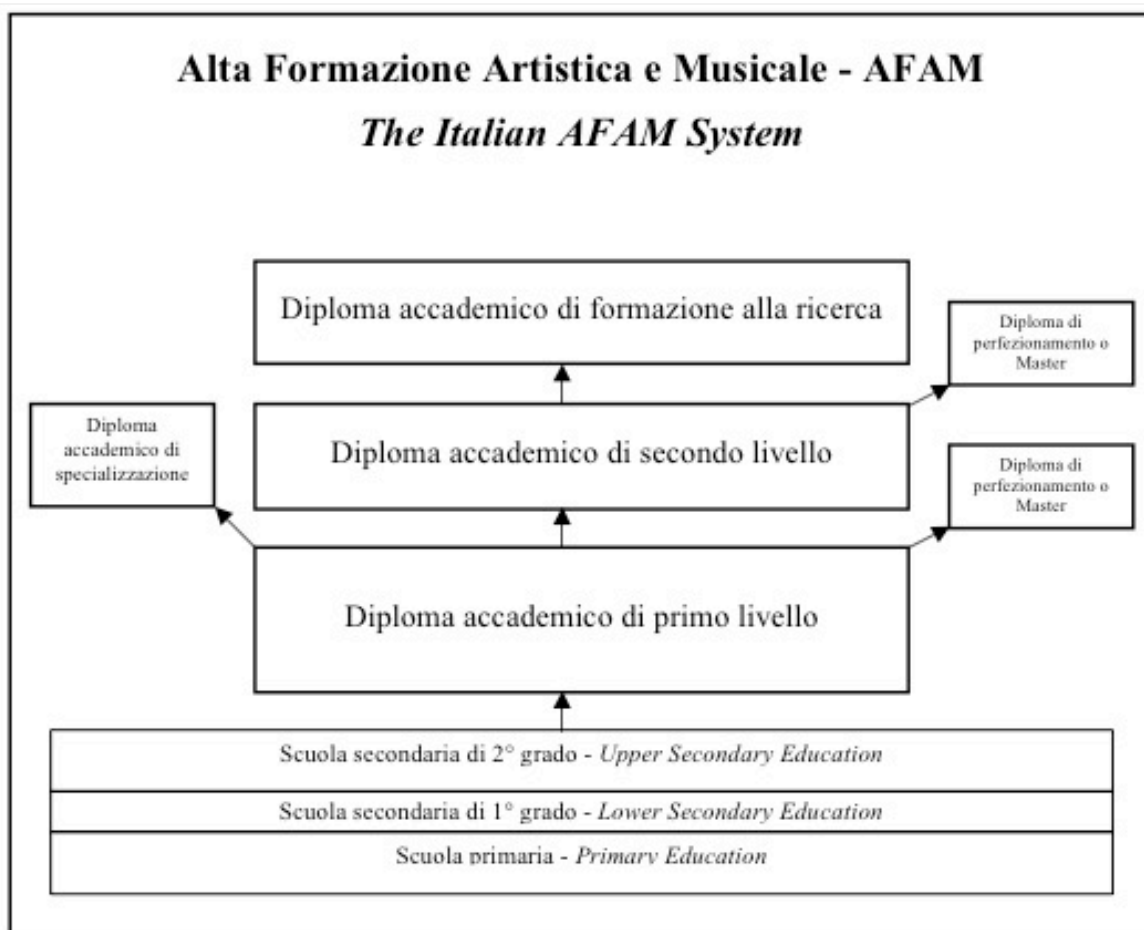 Alta Formazione Artistica e Musicale - AFAM
The Italian AFAM System
Diploma accademico di formazione alla ricerca
Diploma di
perfezionamento o
Master
Diploma
accademico di
specializzazione
Diploma accademico di secondo livello
Diploma di
perfezionamento o
Master
Diploma accademico di primo livello
Scuola secondaria di 2° grado - Upper Secondary Education
Scuola secondaria di 1° grado - Lower Secondary Education
Scuola primaria - Primary Education